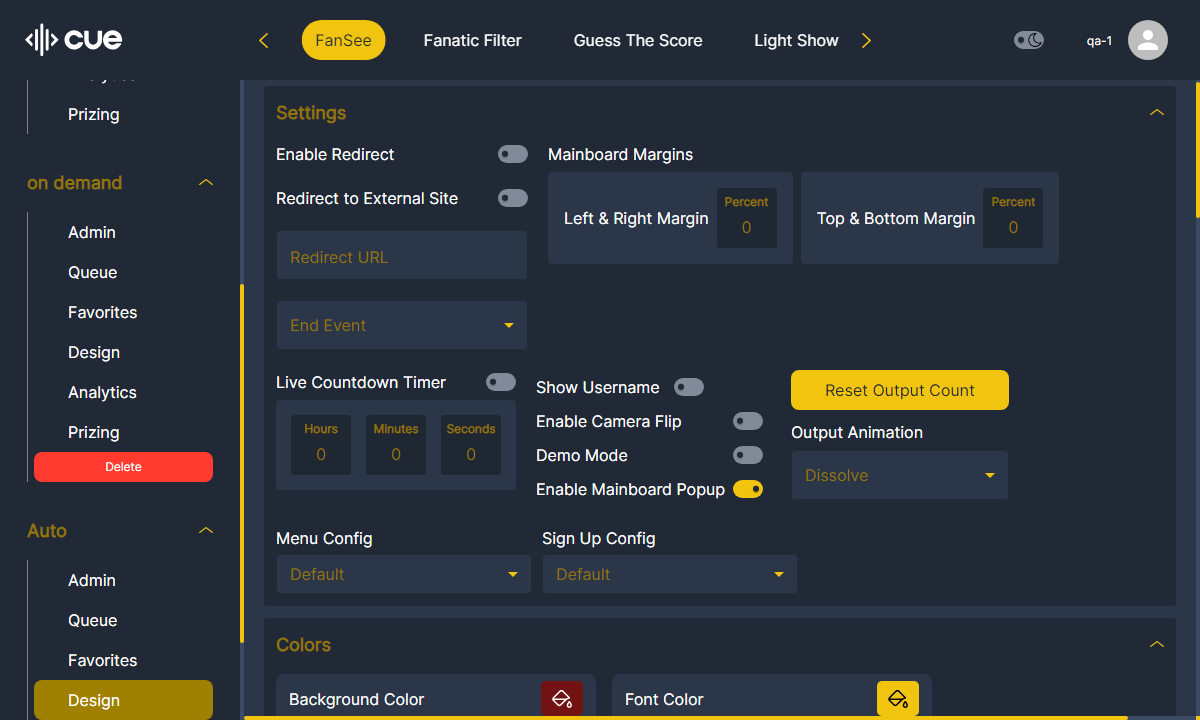 cue
FanSee
Fanatic Filter
Guess The Score
Light Show
qa-1
Prizing
on demand
Admin
Queue
Favorites
Design
Analytics
Prizing
Delete
Auto
Admin
Queue
Favorites
Design
Settings
Enable Redirect
Redirect to External Site
Redirect URL
End Event
Mainboard Margins
Left & Right Margin
Percent
0
Top & Bottom Margin
Percent
0
Live Countdown Timer
Hours
0
Minutes
0
Seconds
0
Show Username
Enable Camera Flip
Demo Mode
Enable Mainboard Popup
Reset Output Count
Output Animation
Dissolve
Menu Config
Default
Sign Up Config
Default
Colors
Background Color
Font Color